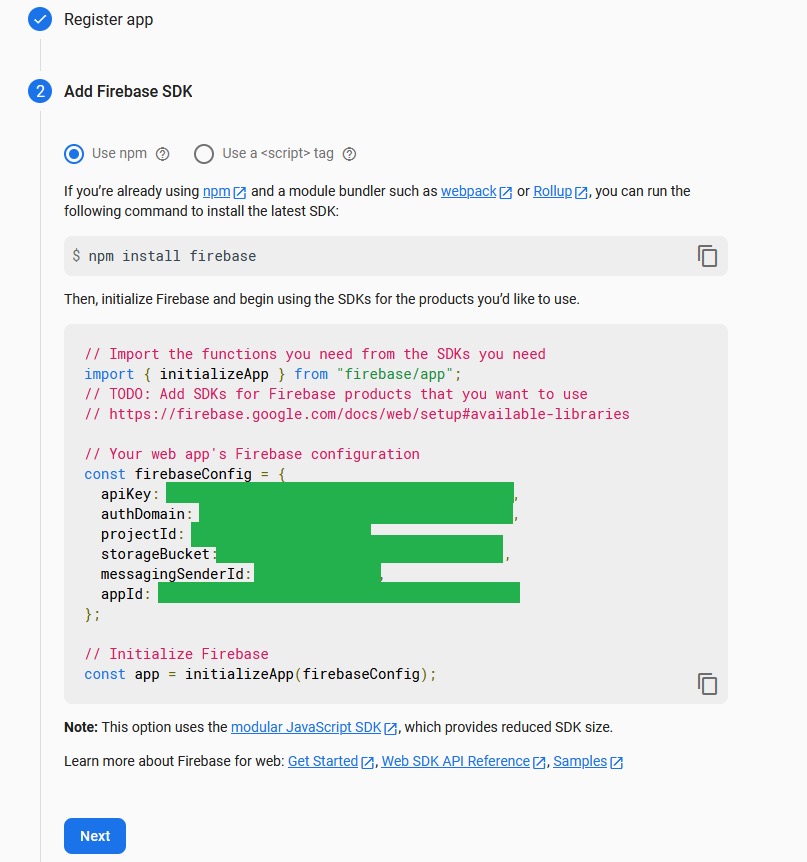 Register app
2 Add Firebase SDK
Use npm Use a <script> tag
If you're already using npm and a module bundler such as webpack or Rollup, you can run the
following command to install the latest SDK:
$ npm install firebase
Then, initialize Firebase and begin using the SDKs for the products you'd like to use.
// Import the functions you need from the SDKs you need
import { initializeApp } from "firebase/app";
// TODO: Add SDKs for Firebase products that you want to use
// https://firebase.google.com/docs/web/setup#available-libraries
// Your web app's Firebase configuration
const firebaseConfig = {
apiKey: ,
authDomain: ,
projectId:
storageBucket: ,
messagingSenderId: ,
appId:
};
// Initialize Firebase
const app = initializeApp(firebaseConfig);
Note: This option uses the modular JavaScript SDK, which provides reduced SDK size.
Learn more about Firebase for web: Get Started, Web SDK API Reference, Samples
Next